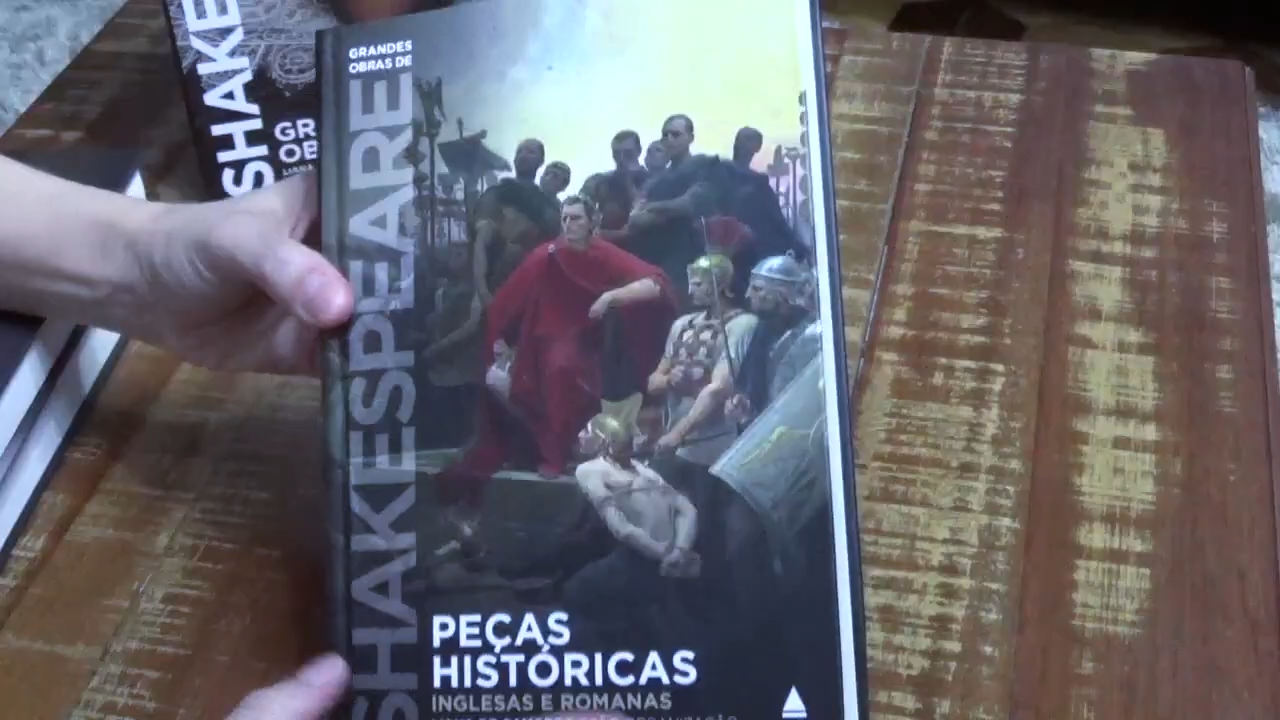 GRANDES
OBRAS DE
SHAKESPEARE
PEÇAS
HISTÓRICAS
INGLESAS E ROMANAS
SHAKE
GR
OB